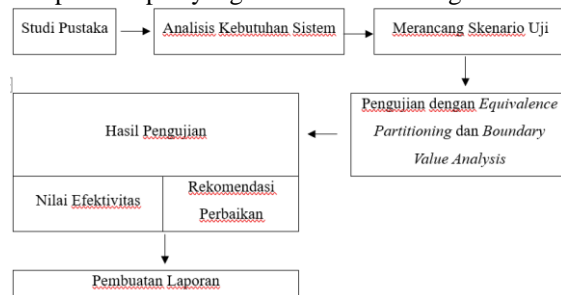 Studi Pustaka
Analisis Kebutuhan Sistem
Merancang Skenario Uji
Pengujian dengan Equivalence
Partitioning dan Boundary
Value Analysis
Hasil Pengujian
Nilai Efektivitas
Rekomendasi
Perbaikan
Pembuatan Laporan